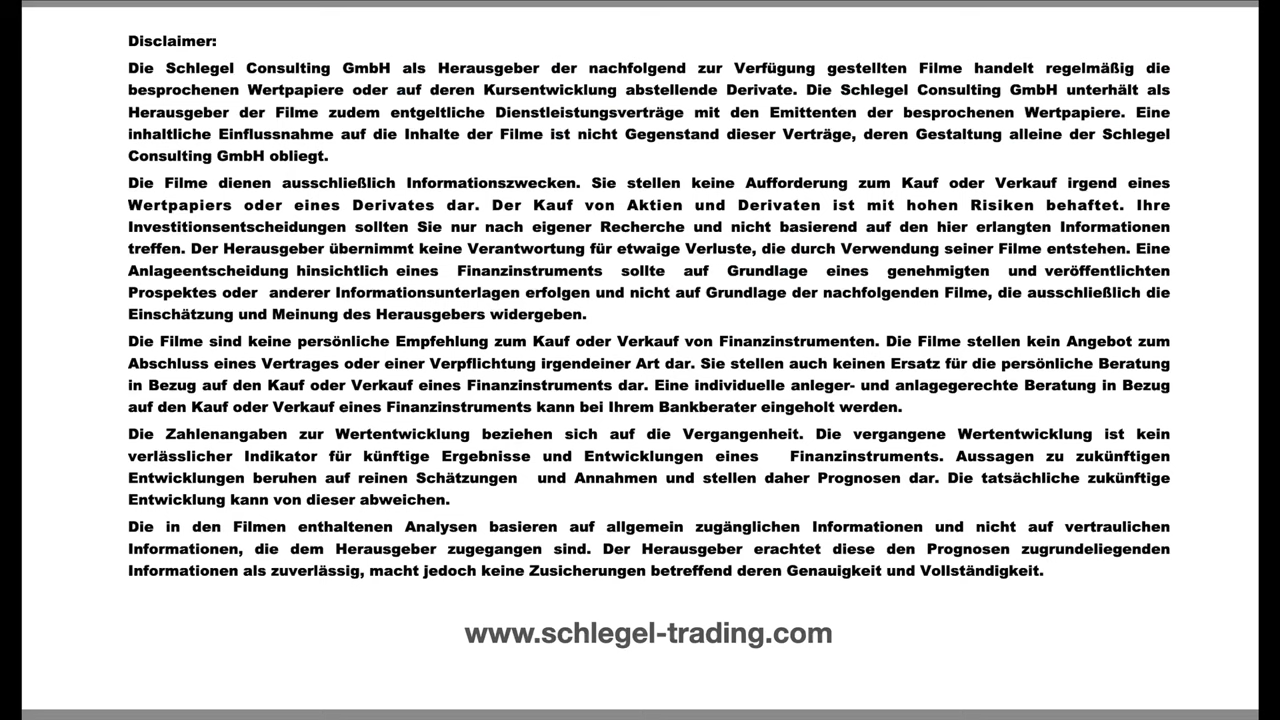 Disclaimer:
Die Schlegel Consulting GmbH als Herausgeber der nachfolgend zur Verfügung gestellten Filme handelt regelmäßig die
besprochenen Wertpapiere oder auf deren Kursentwicklung abstellende Derivate. Die Schlegel Consulting GmbH unterhält als
Herausgeber der Filme zudem entgeltliche Dienstleistungsverträge mit den Emittenten der besprochenen Wertpapiere. Eine
inhaltliche Einflussnahme auf die Inhalte der Filme ist nicht Gegenstand dieser Verträge, deren Gestaltung alleine der Schlegel
Consulting GmbH obliegt.
Die Filme dienen ausschließlich Informationszwecken. Sie stellen keine Aufforderung zum Kauf oder Verkauf irgend eines
Wertpapiers oder eines Derivates dar. Der Kauf von Aktien und Derivaten ist mit hohen Risiken behaftet. Ihre
Investitionsentscheidungen sollten Sie nur nach eigener Recherche und nicht basierend auf den hier erlangten Informationen
treffen. Der Herausgeber übernimmt keine Verantwortung für etwaige Verluste, die durch Verwendung seiner Filme entstehen. Eine
Anlageentscheidung hinsichtlich eines Finanzinstruments sollte auf Grundlage eines genehmigten und veröffentlichten
Prospektes oder anderer Informationsunterlagen erfolgen und nicht auf Grundlage der nachfolgenden Filme, die ausschließlich die
Einschätzung und Meinung des Herausgebers widergeben.
Die Filme sind keine persönliche Empfehlung zum Kauf oder Verkauf von Finanzinstrumenten. Die Filme stellen kein Angebot zum
Abschluss eines Vertrages oder einer Verpflichtung irgendeiner Art dar. Sie stellen auch keinen Ersatz für die persönliche Beratung
in Bezug auf den Kauf oder Verkauf eines Finanzinstruments dar. Eine individuelle anleger- und anlagegerechte Beratung in Bezug
auf den Kauf oder Verkauf eines Finanzinstruments kann bei Ihrem Bankberater eingeholt werden.
Die Zahlenangaben zur Wertentwicklung beziehen sich auf die Vergangenheit. Die vergangene Wertentwicklung ist kein
verlässlicher Indikator für künftige Ergebnisse und Entwicklungen eines Finanzinstruments. Aussagen zu zukünftigen
Entwicklungen beruhen auf reinen Schätzungen und Annahmen und stellen daher Prognosen dar. Die tatsächliche zukünftige
Entwicklung kann von dieser abweichen.
Die in den Filmen enthaltenen Analysen basieren auf allgemein zugänglichen Informationen und nicht auf vertraulichen
Informationen, die dem Herausgeber zugegangen sind. Der Herausgeber erachtet diese den Prognosen zugrundeliegenden
Informationen als zuverlässig, macht jedoch keine Zusicherungen betreffend deren Genauigkeit und Vollständigkeit.
www.schlegel-trading.com